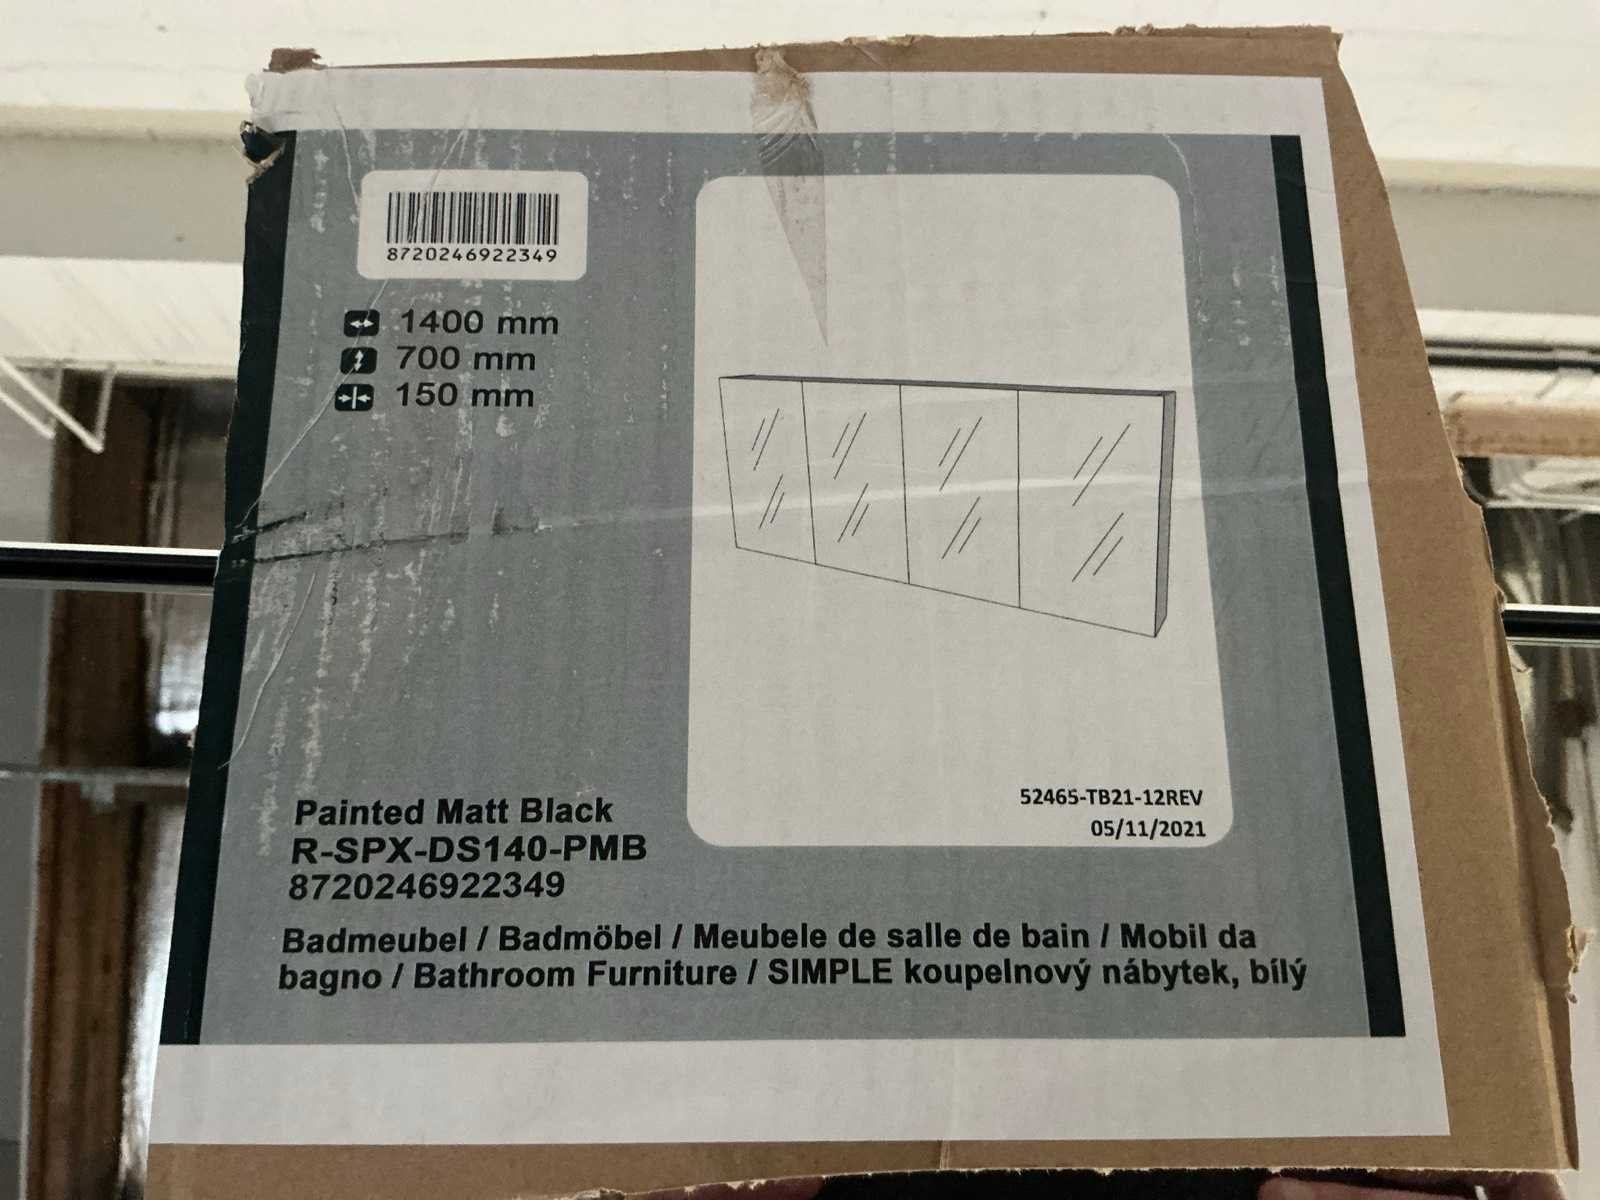 8720246922349
1400 mm
700 mm
150 mm
52465-TB21-12REV
05/11/2021
Painted Matt Black
R-SPX-DS140-PMB
8720246922349
Badmeubel / Badmöbel / Meubele de salle de bain / Mobil da
bagno / Bathroom Furniture / SIMPLE koupelnový nábytek, bílý